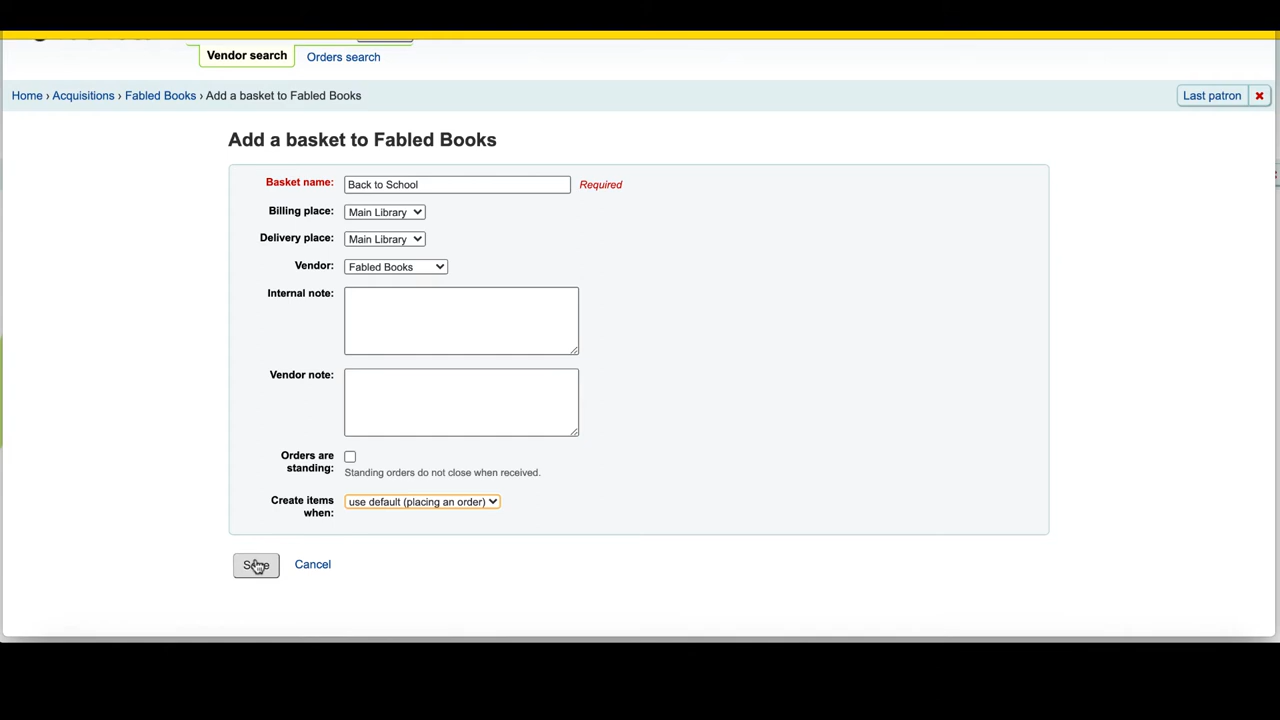 Vendor search Orders search
Home › Acquisitions › Fabled Books › Add a basket to Fabled Books Last patron
Add a basket to Fabled Books
Basket name: Back to School Required
Billing place: Main Library
Delivery place: Main Library
Vendor: Fabled Books
Internal note:
Vendor note:
Orders are
standing:
Standing orders do not close when received.
Create items
when: use default (placing an order)
Cancel